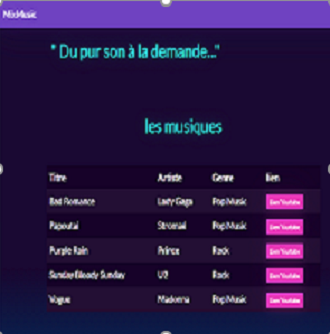 MixMusic
" Du pur son à la demande..."
les musiques
Titre Artiste Genre lien
Bad Romance Lady Gaga Pop Music Lien Youtube
Papoutai Stromail Pop Music Lien Youtube
Purple Rain Prince Rock Lien Youtube
Sunday Bloody Sunday U2 Rock Lien Youtube
Vogue Madonna Pop Music Lien Youtube